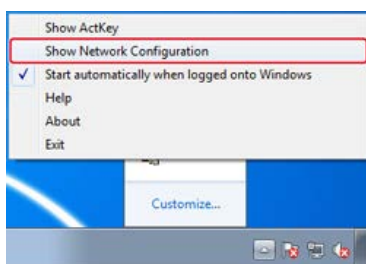 Show ActKey
Show Network Configuration
Start automatically when logged onto Windows
Help
About
Exit
Customize...